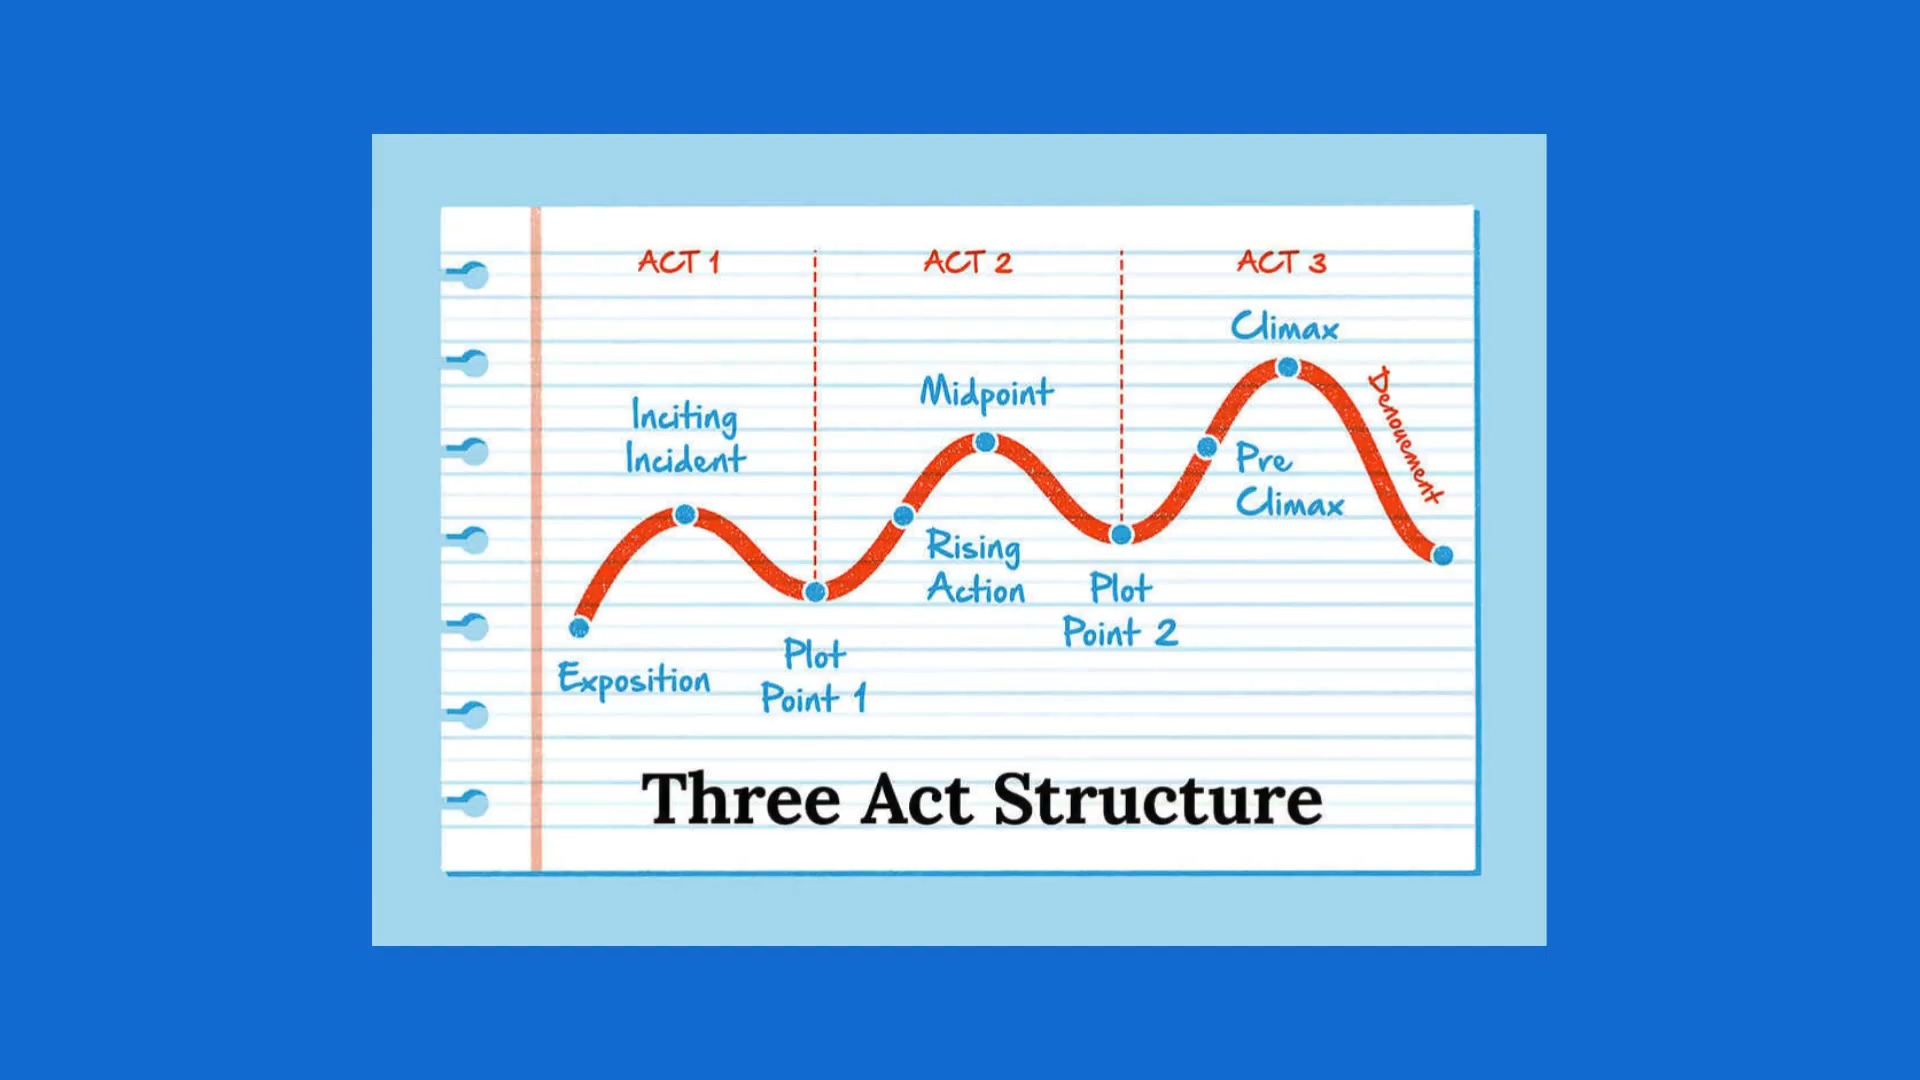 ACT 1
ACT 2
ACT 3
Climax
Denouement
Midpoint
Inciting
Incident
Pre
Climax
Rising
Action
Plot
Point 2
Plot
Point 1
Exposition
Three Act Structure